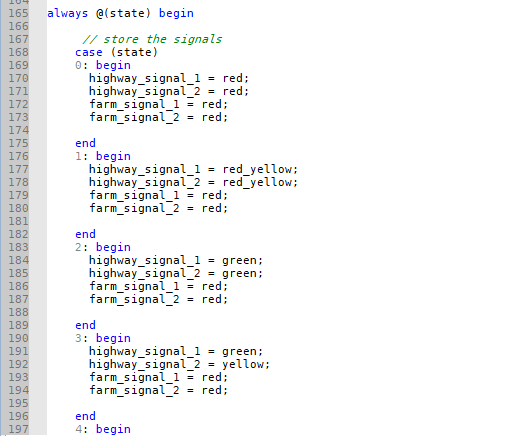 164
165 always @(state) begin
166
167 // store the signals
168 case (state)
169 0: begin
170 highway_signal_1 = red;
171 highway_signal_2 = red;
172 farm_signal_1 = red;
173 farm_signal_2 = red;
174
175 end
176 1: begin
177 highway_signal_1 = red_yellow;
178 highway_signal_2 = red_yellow;
179 farm_signal_1 = red;
180 farm_signal_2 = red;
181
182 end
183 2: begin
184 highway_signal_1 = green;
185 highway_signal_2 = green;
186 farm_signal_1 = red;
187 farm_signal_2 = red;
188
189 end
190 3: begin
191 highway_signal_1 = green;
192 highway_signal_2 = yellow;
193 farm_signal_1 = red;
194 farm_signal_2 = red;
195
196 end
197 4: begin